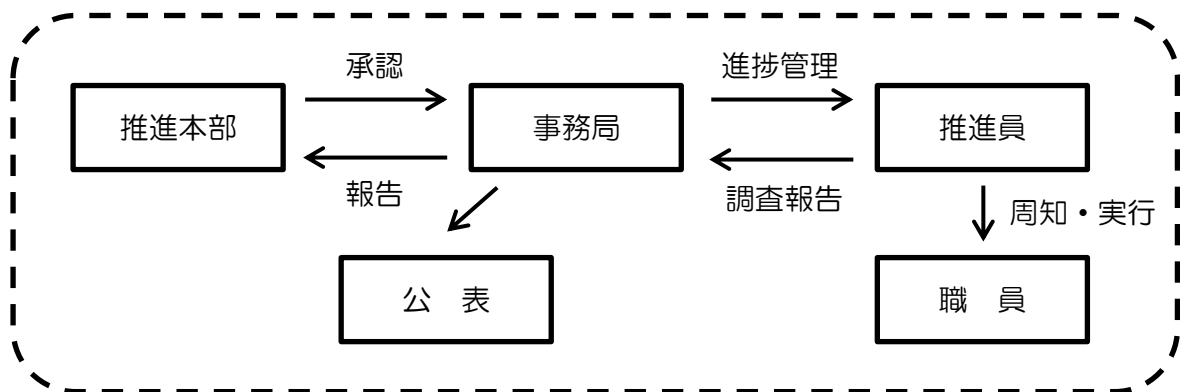 承認
進捗管理
推進本部
事務局
推進員
報告
調査報告
周知・実行
公　表
職　員